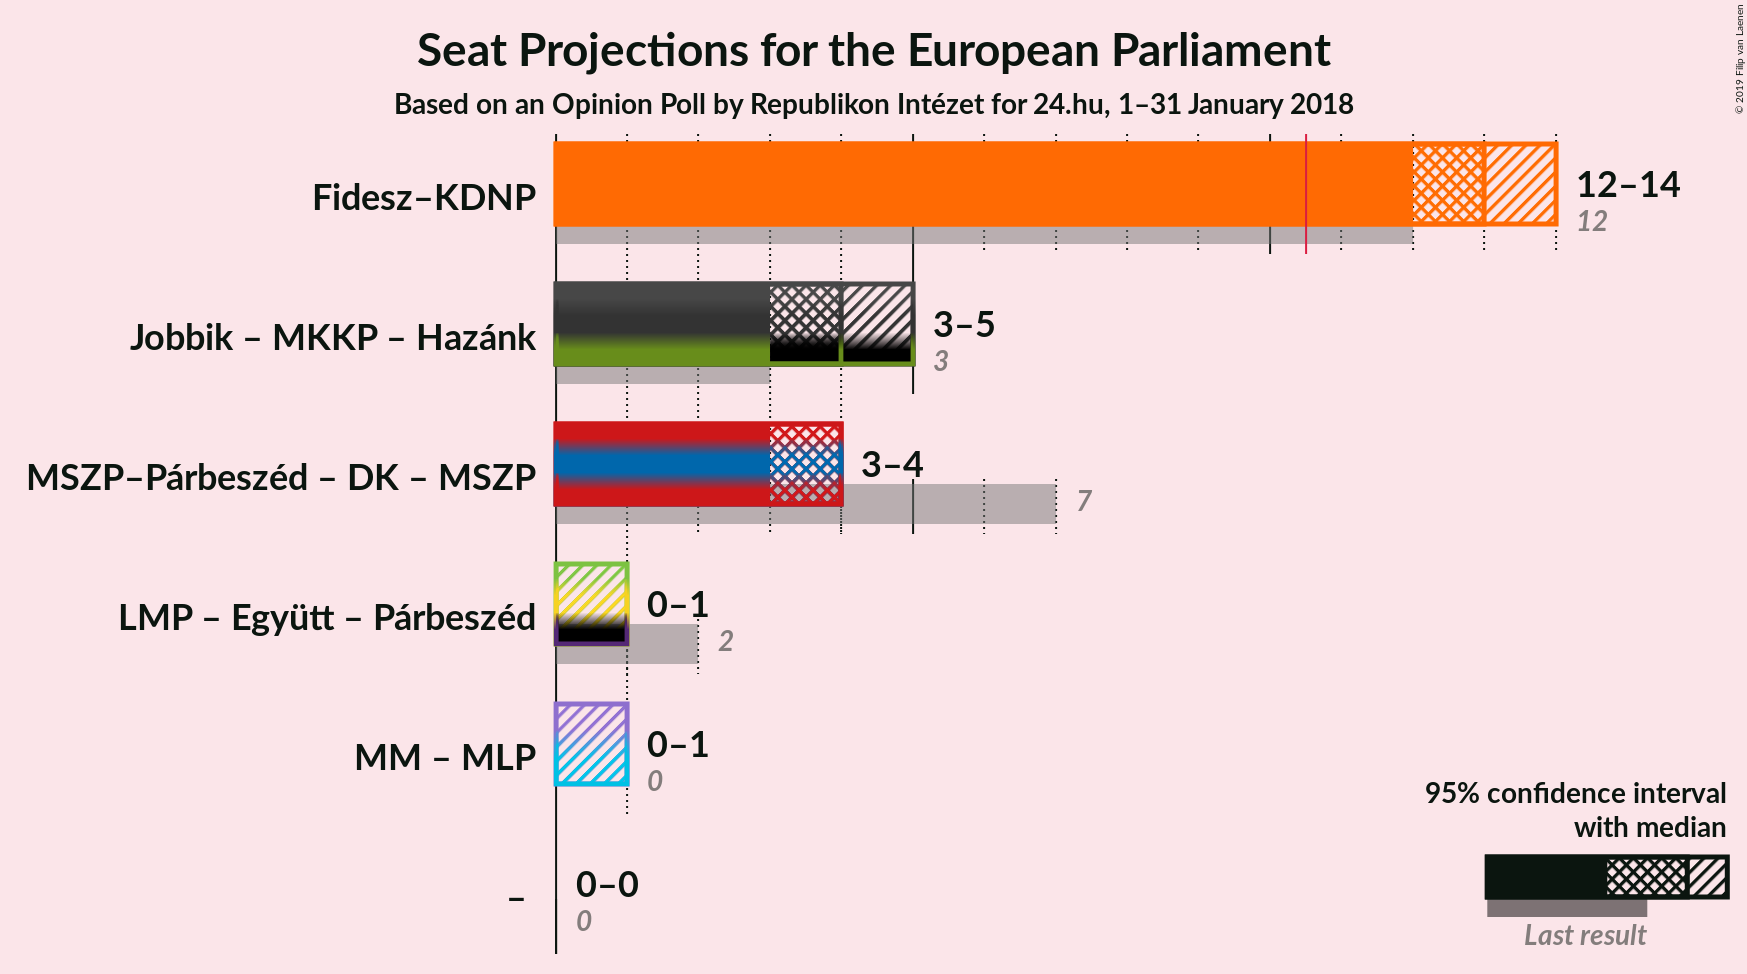 Seat Projections for the European Parliament
Based on an Opinion Poll by Republikon Intézet for 24.hu, 1–31 January 2018
© 2019 Filip van Laenen
Fidesz–KDNP
12–14
12
Jobbik – MKKP – Hazánk
3–5
3
MSZP–Párbeszéd – DK – MSZP
3–4
7
LMP – Együtt – Párbeszéd
0–1
2
MM – MLP
0–1
0
–
0–0
0
95% confidence interval
with median
Last result